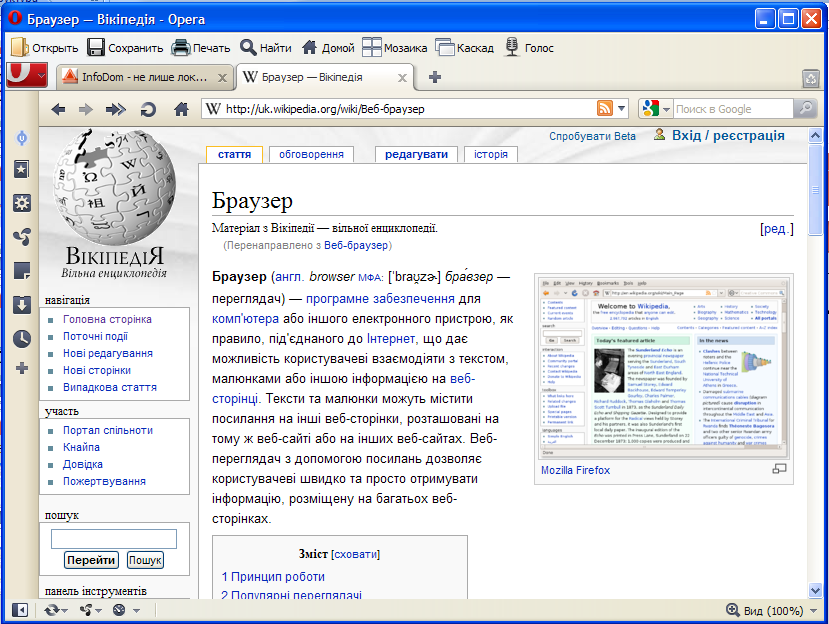 Браузер — Вікіпедія - Opera
Открыть Сохранить Печать Найти Домой Мозаика Каскад Голос
InfoDom - не лише лок... Браузер — Вікіпедія
http://uk.wikipedia.org/wiki/Веб-браузер Поиск в Google
Спробувати Beta Вхід / реєстрація
стаття обговорення редагувати історія
ВІКІПЕДІЯ
Вільна енциклопедія
навігація
Головна сторінка
Поточні події
Нові редагування
Нові сторінки
Випадкова стаття
участь
Портал спільноти
Кнайпа
Довідка
Пожертвування
пошук
Перейти Пошук
панель інструментів
Браузер
Матеріал з Вікіпедії — вільної енциклопедії. [ред.]
(Перенаправлено з Веб-браузер)
Браузер (англ. browser МФА: ['braʊ̯zɚ] бра́взер —
переглядач) — програмне забезпечення для
комп'ютера або іншого електронного пристрою, як
правило, під'єднаного до Інтернет, що дає
можливість користувачеві взаємодіяти з текстом,
малюнками або іншою інформацією на веб-
сторінці. Тексти та малюнки можуть містити
посилання на інші веб-сторінки, розташовані на
тому ж веб-сайті або на інших веб-сайтах. Веб-
переглядач з допомогою посилань дозволяє
користувачеві швидко та просто отримувати
інформацію, розміщену на багатьох веб-
сторінках.
Welcome to Wikipedia,
Today's featured article
In the news
Mozilla Firefox
Зміст [сховати]
1 Принцип роботи
2 Популярні переглядачі
Вид (100%)